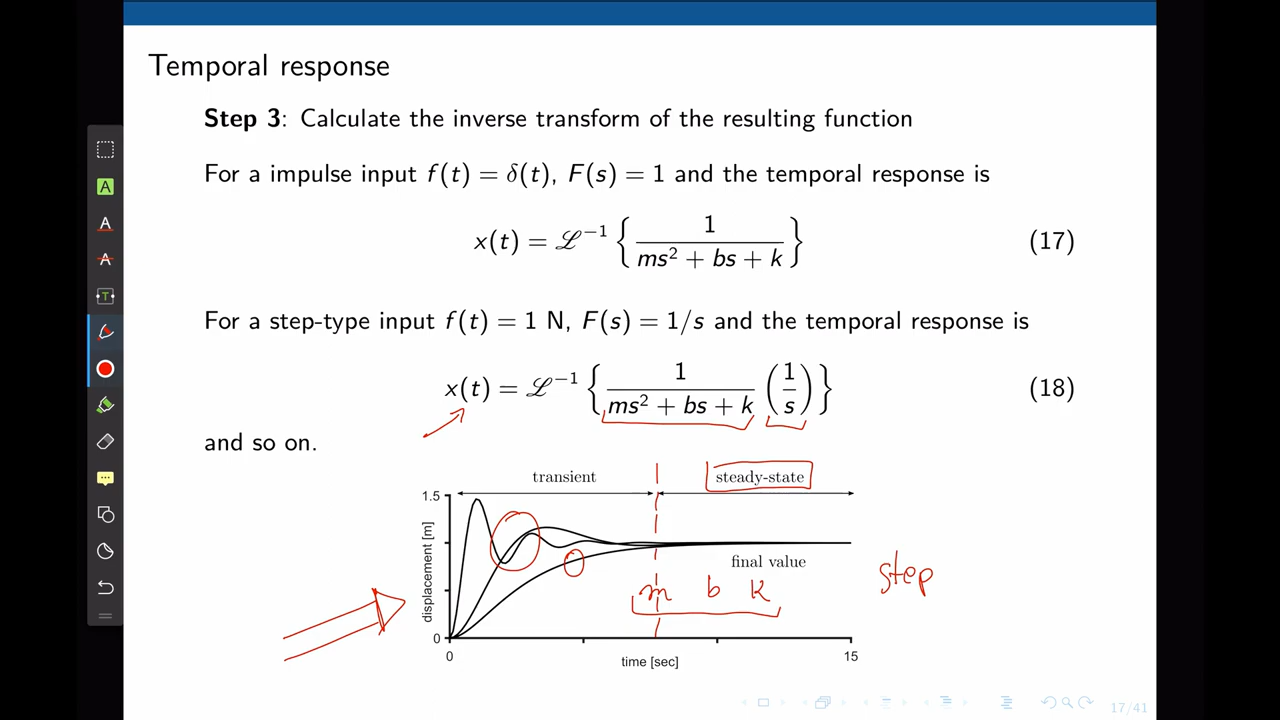 Temporal response
Step 3: Calculate the inverse transform of the resulting function
For a impulse input f(t) = δ(t), F(s) = 1 and the temporal response is
x(t) = ℒ⁻¹ { 1 / (ms² + bs + k) } (17)
For a step-type input f(t) = 1 N, F(s) = 1/s and the temporal response is
x(t) = ℒ⁻¹ { 1 / (ms² + bs + k) (1/s) } (18)
and so on.
transient steady-state
1.5
displacement [m]
final value
step
m b k
0
0 15
time [sec]
A
A
A
T
17/41